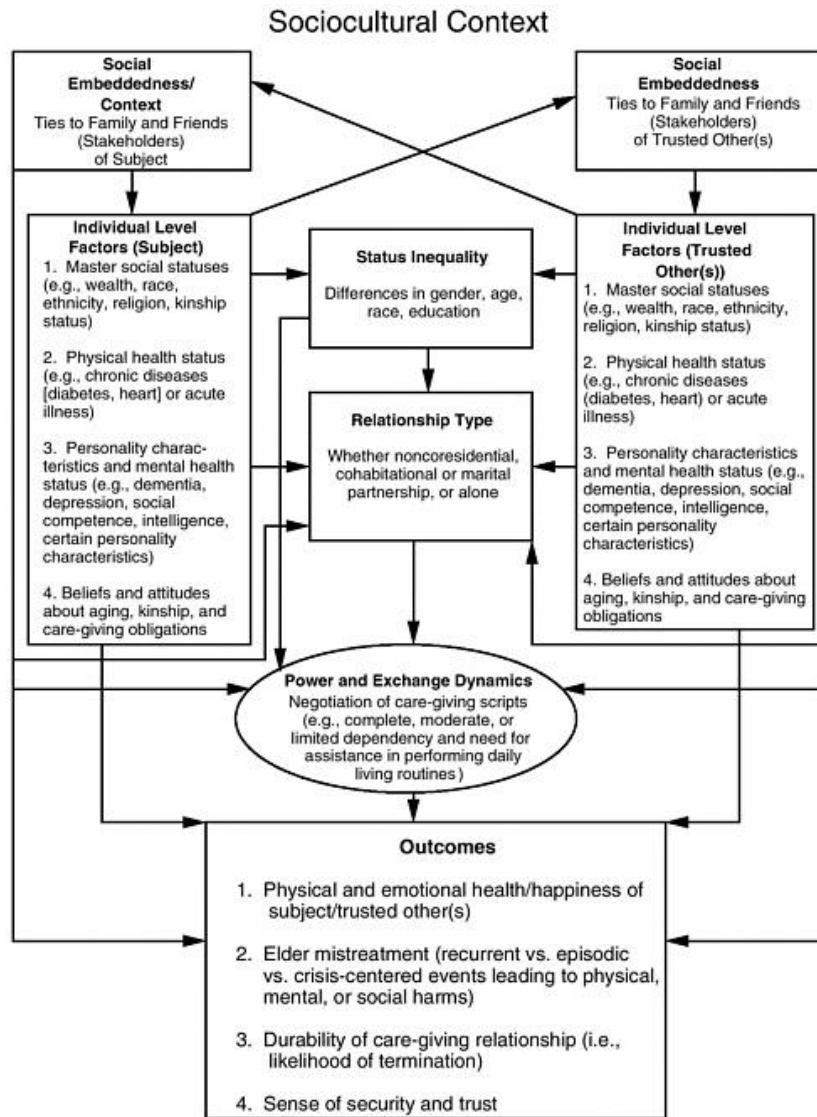 Sociocultural Context
Social
Embeddedness/
Context
Ties to Family and Friends
(Stakeholders)
of Subject
Social
Embeddedness
Ties to Family and Friends
(Stakeholders)
of Trusted Other(s)
Individual Level
Factors (Subject)
1. Master social statuses
(e.g., wealth, race,
ethnicity, religion, kinship
status)
2. Physical health status
(e.g., chronic diseases
[diabetes, heart] or acute
illness)
3. Personality charac-
teristics and mental health
status (e.g., dementia,
depression, social
competence, intelligence,
certain personality
characteristics)
4. Beliefs and attitudes
about aging, kinship, and
care-giving obligations
Status Inequality
Differences in gender, age,
race, education
Relationship Type
Whether noncoresidential,
cohabitational or marital
partnership, or alone
Individual Level
Factors (Trusted
Other(s))
1. Master social statuses
(e.g., wealth, race, ethnicity,
religion, kinship status)
2. Physical health status
(e.g., chronic diseases
(diabetes, heart) or acute
illness)
3. Personality characteristics
and mental health status (e.g.,
dementia, depression, social
competence, intelligence,
certain personality
characteristics)
4. Beliefs and attitudes about
aging, kinship, and care-giving
obligations
Power and Exchange Dynamics
Negotiation of care-giving scripts
(e.g., complete, moderate, or
limited dependency and need for
assistance in performing daily
living routines)
Outcomes
1. Physical and emotional health/happiness of
subject/trusted other(s)
2. Elder mistreatment (recurrent vs. episodic
vs. crisis-centered events leading to physical,
mental, or social harms)
3. Durability of care-giving relationship (i.e.,
likelihood of termination)
4. Sense of security and trust